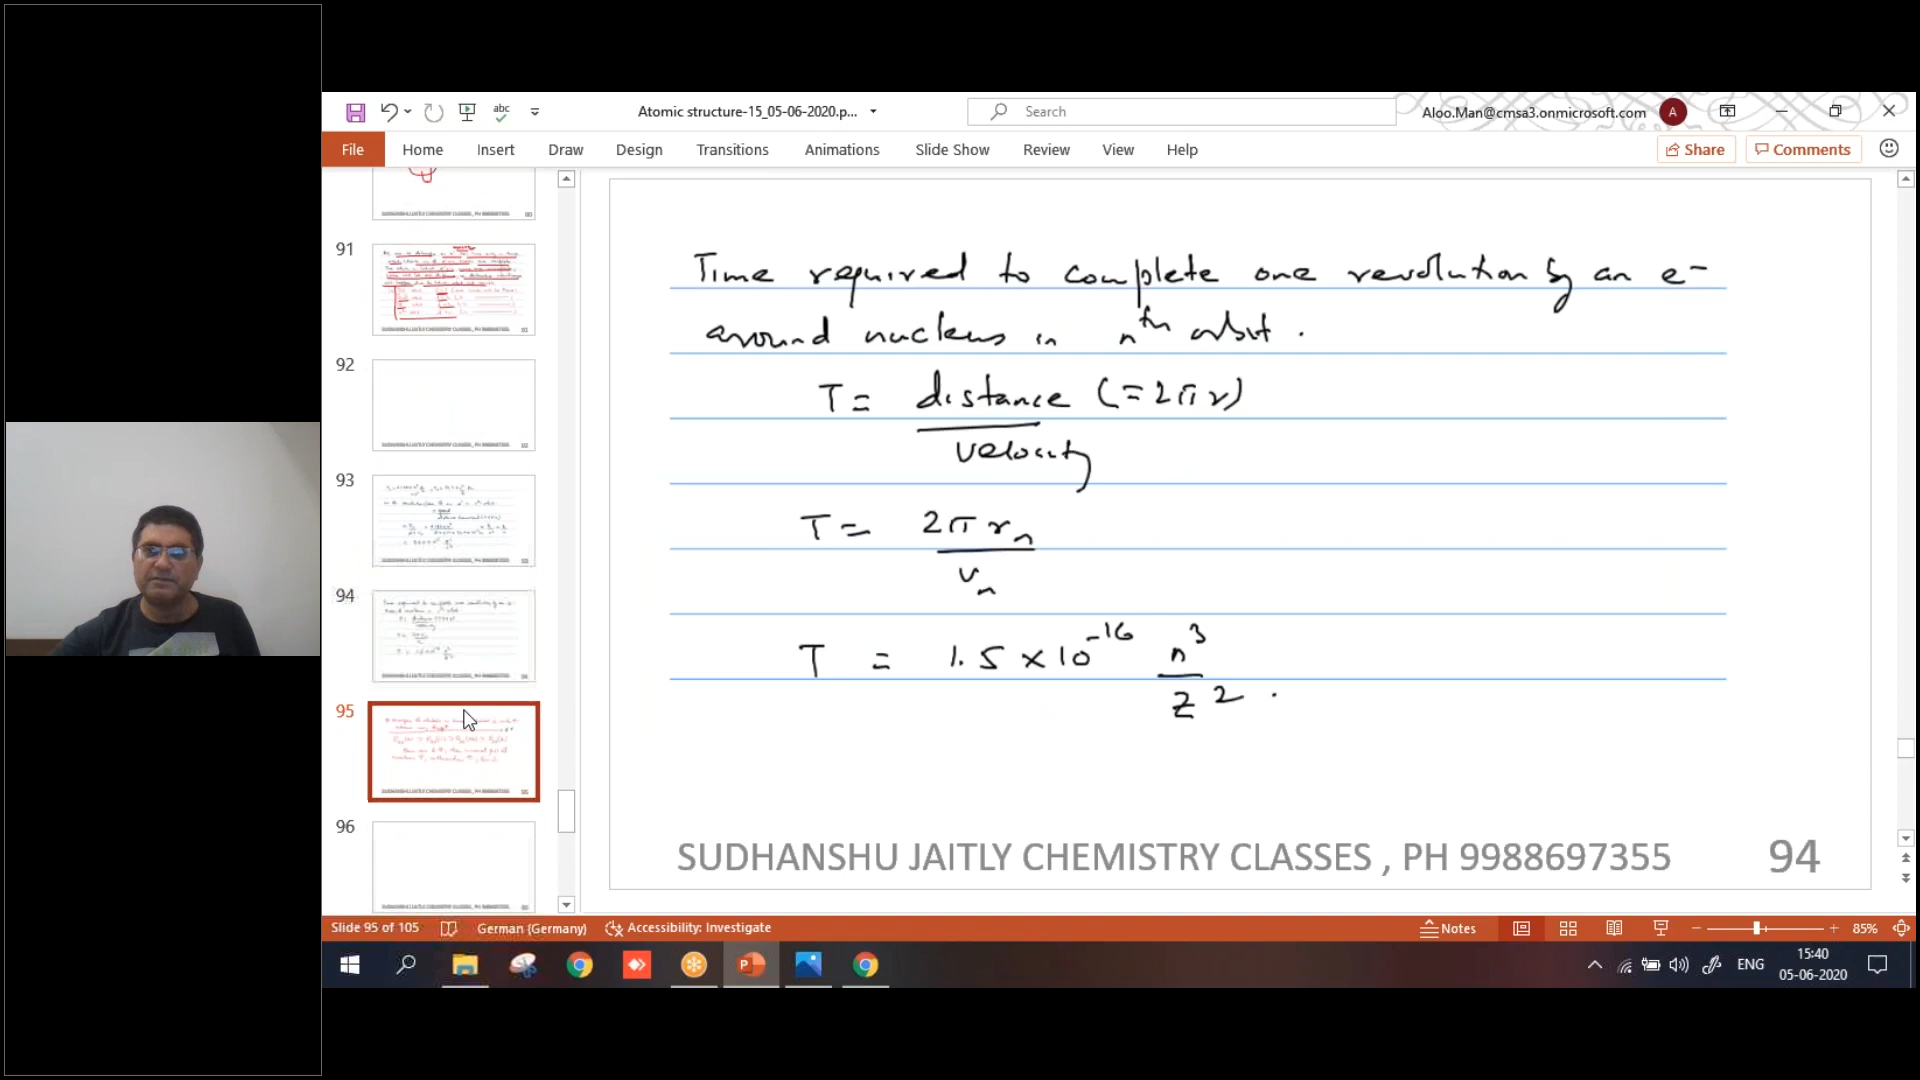 Atomic structure-15_05-06-2020.p...
Search
Aloo.Man@cmsa3.onmicrosoft.com
A
File
Home
Insert
Draw
Design
Transitions
Animations
Slide Show
Review
View
Help
Share
Comments
abc
91
92
93
94
95
96
Time required to complete one revolution by an e-
around nucleus in nth orbit.
T = distance (=2πr)
velocity
T = 2πrn
vn
T = 1.5 × 10-16 n3
Z2.
SUDHANSHU JAITLY CHEMISTRY CLASSES , PH 9988697355
94
Slide 95 of 105
German (Germany)
Accessibility: Investigate
Notes
85%
ENG
15:40
05-06-2020